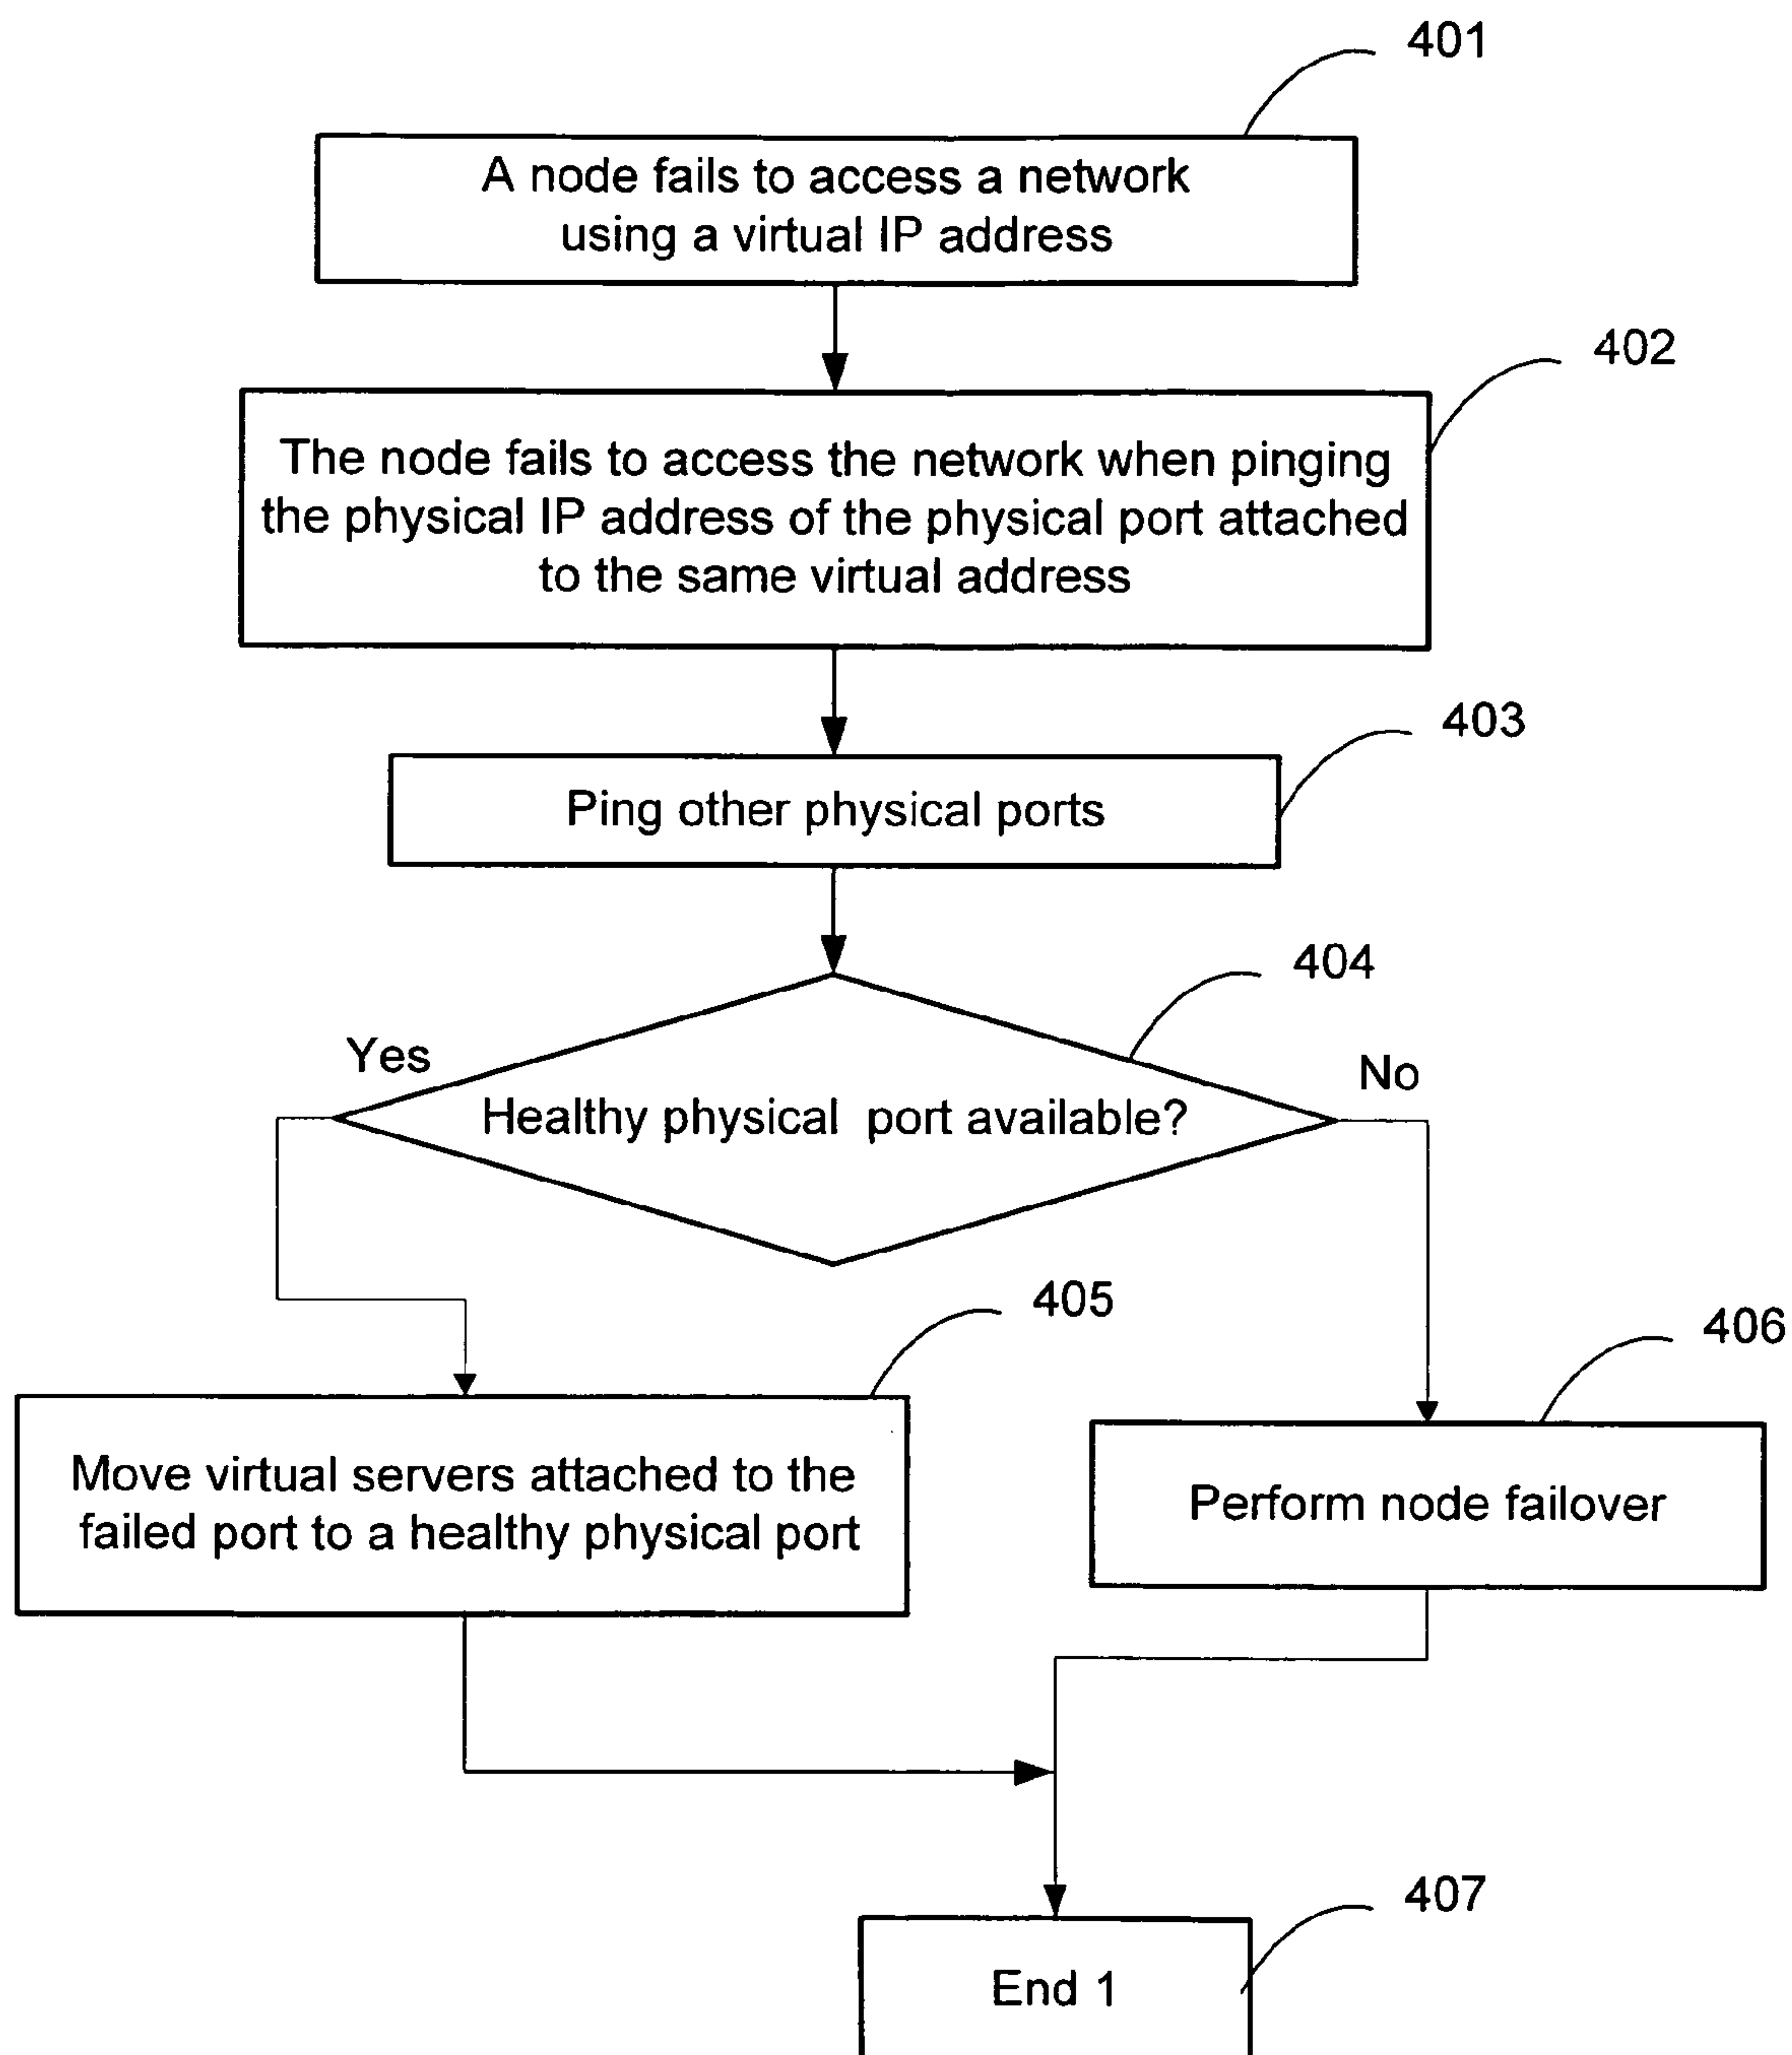 401
A node fails to access a network
using a virtual IP address
402
The node fails to access the network when pinging
the physical IP address of the physical port attached
to the same virtual address
403
Ping other physical ports
404
Yes
No
Healthy physical port available?
405
406
Move virtual servers attached to the
failed port to a healthy physical port
Perform node failover
407
End 1